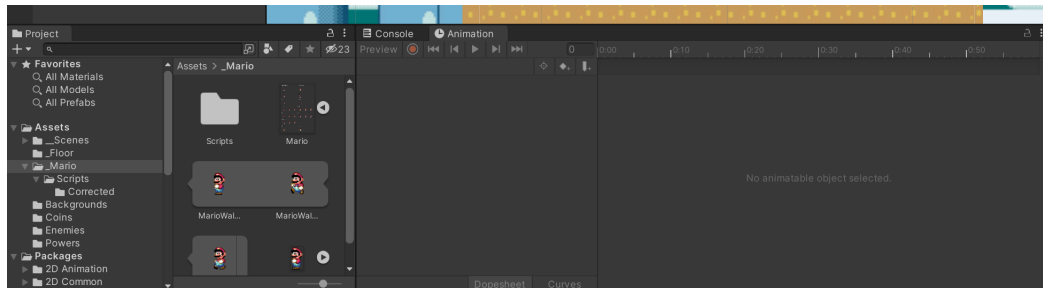 Project
23
Favorites
All Materials
All Models
All Prefabs
Assets
__Scenes
_Floor
_Mario
Scripts
Corrected
Backgrounds
Coins
Enemies
Powers
Packages
2D Animation
2D Common
Assets > _Mario
Scripts Mario
MarioWal... MarioWal...
Console Animation
Preview 0 0:00 0:10 0:20 0:30 0:40 0:50
No animatable object selected.
Dopesheet Curves